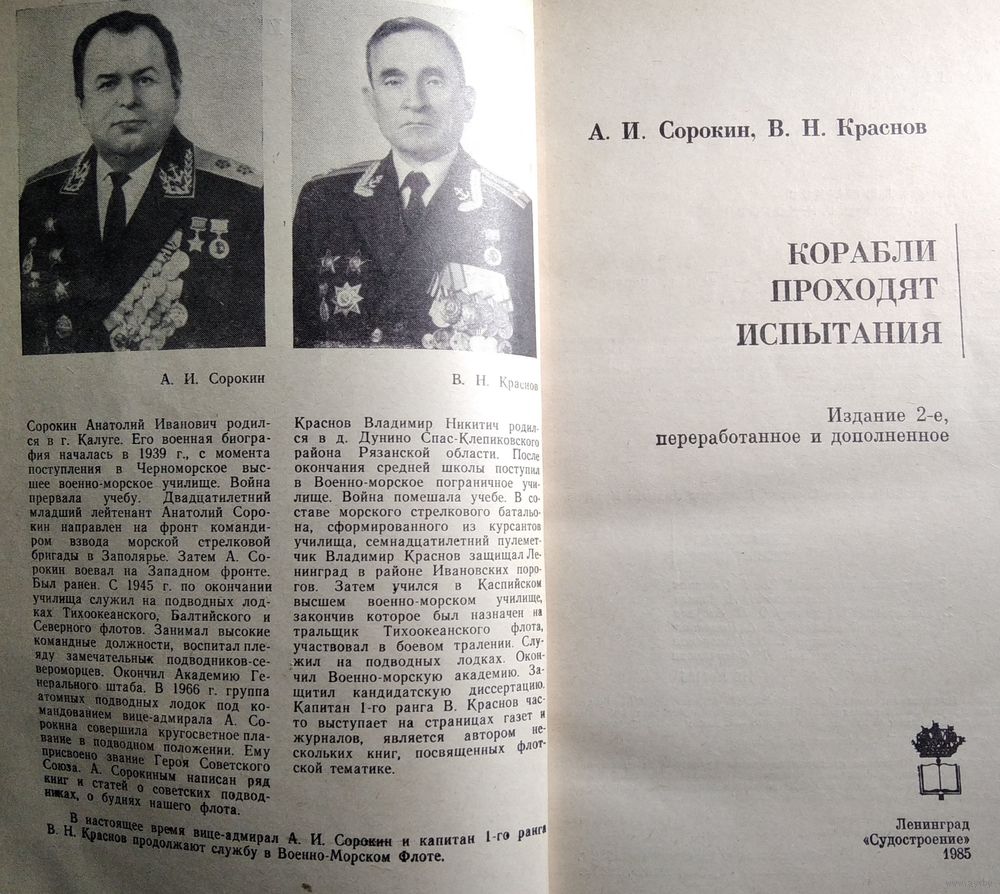 А. И. Сорокин
Сорокин Анатолий Иванович родил-
ся в г. Калуге. Его военная биогра-
фия началась в 1939 г., с момента
поступления в Черноморское выс-
шее военно-морское училище. Война
прервала учебу. Двадцатилетний
младший лейтенант Анатолий Соро-
кин направлен на фронт команди-
ром взвода морской стрелковой
бригады в Заполярье. Затем А. Со-
рокин воевал на Западном фронте.
Был ранен. С 1945 г. по окончании
училища служил на подводных лод-
ках Тихоокеанского, Балтийского и
Северного флотов. Занимал высокие
командные должности, воспитал пле-
яду замечательных подводников-се-
вероморцев. Окончил Академию Ге-
нерального штаба. В 1966 г. группа
атомных подводных лодок под ко-
мандованием вице-адмирала А. Со-
рокина совершила кругосветное пла-
вание в подводном положении. Ему
присвоено звание Героя Советского
Союза. А. Сорокиным написан ряд
книг и статей о советских подвод-
никах, о буднях нашего флота.
В. Н. Краснов
Краснов Владимир Никитич родил-
ся в д. Дунино Спас-Клепиковского
района Рязанской области. После
окончания средней школы поступил
в Военно-морское пограничное учи-
лище. Война помешала учебе. В со-
ставе морского стрелкового батальо-
на, сформированного из курсантов
училища, семнадцатилетний пулемет-
чик Владимир Краснов защищал Ле-
нинград в районе Ивановских поро-
гов. Затем учился в Каспийском
высшем военно-морском училище,
закончив которое был назначен на
тральщик Тихоокеанского флота,
участвовал в боевом тралении. Слу-
жил на подводных лодках. Окон-
чил Военно-морскую академию. За-
щитил кандидатскую диссертацию.
Капитан 1-го ранга В. Краснов час-
то выступает на страницах газет и
журналов, является автором не-
скольких книг, посвященных флот-
ской тематике.
В настоящее время вице-адмирал А. И. Сорокин и капитан 1-го ранга
В. Н. Краснов продолжают службу в Военно-Морском Флоте.
А. И. Сорокин, В. Н. Краснов
КОРАБЛИ
ПРОХОДЯТ
ИСПЫТАНИЯ
Издание 2-е,
переработанное и дополненное
Ленинград
«Судостроение»
1985